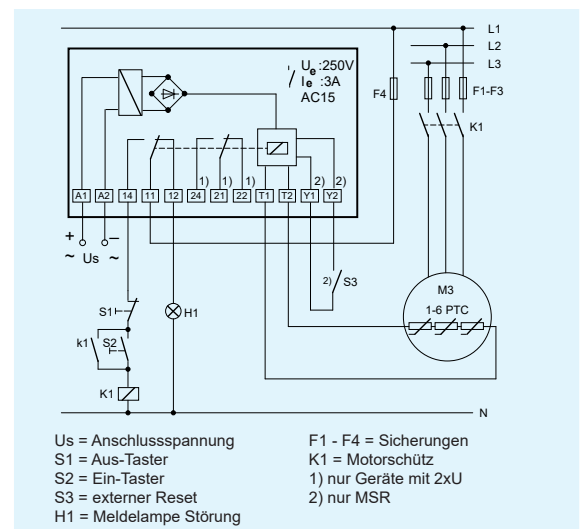 L1
L2
L3
U e :250V
I e :3A
AC15
F4
F1-F3
K1
1) 1) 1) 2) 2)
A1 A2 14 11 12 24 21 22 T1 T2 Y1 Y2
+ –
~ Us ~
2) S3
M3
1-6 PTC
S1
H1
k1 S2
K1
N
Us = Anschlussspannung
S1 = Aus-Taster
S2 = Ein-Taster
S3 = externer Reset
H1 = Meldelampe Störung
F1 - F4 = Sicherungen
K1 = Motorschütz
1) nur Geräte mit 2xU
2) nur MSR